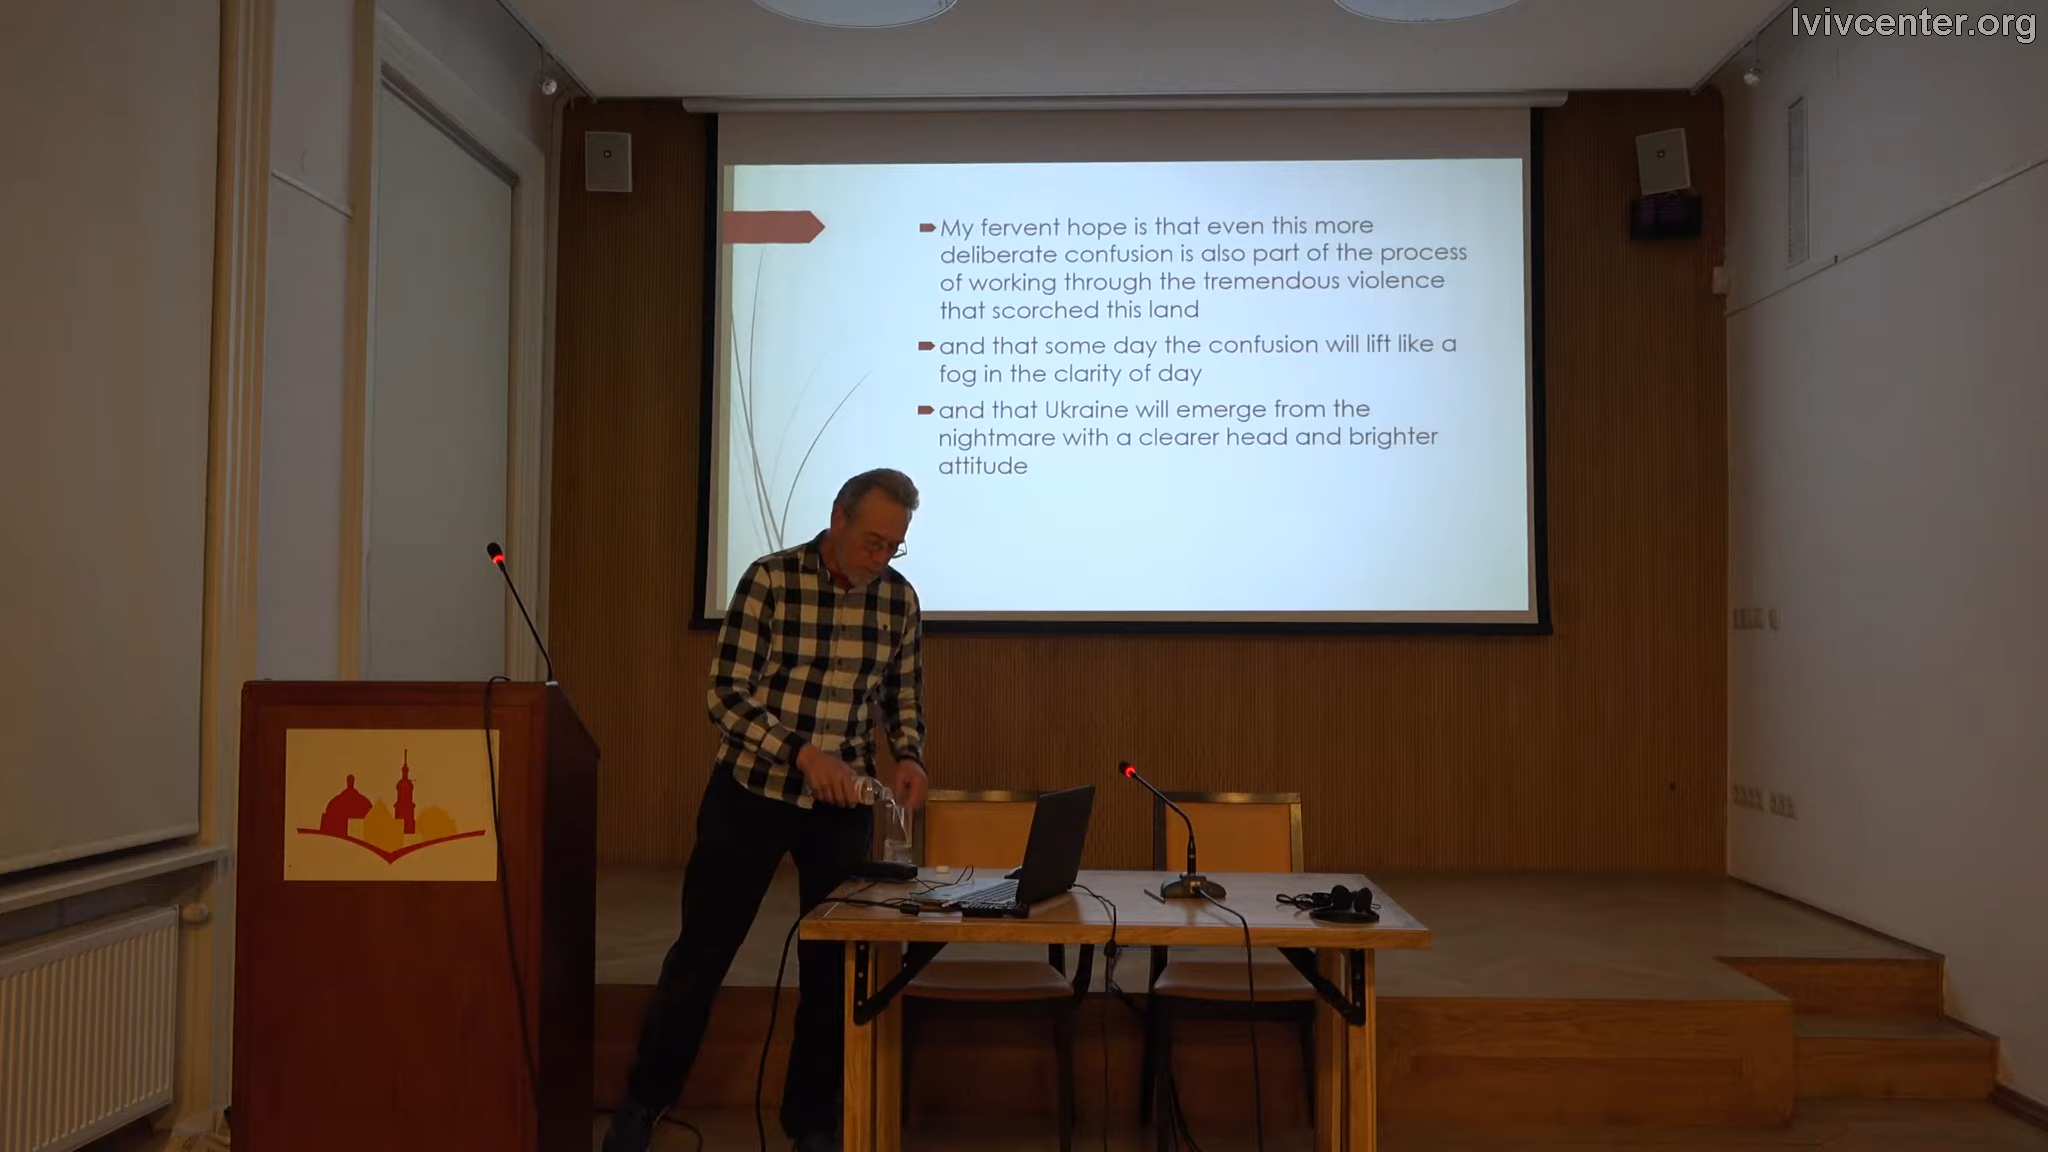 lvivcenter.org
My fervent hope is that even this more
deliberate confusion is also part of the process
of working through the tremendous violence
that scorched this land
and that some day the confusion will lift like a
fog in the clarity of day
and that Ukraine will emerge from the
nightmare with a clearer head and brighter
attitude